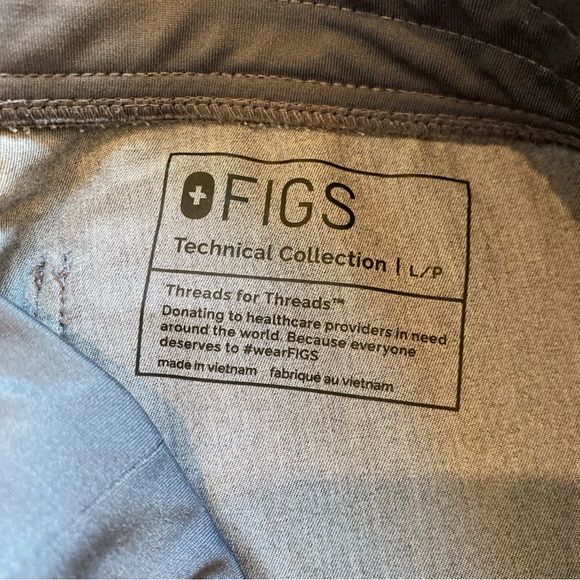 FIGS
Technical Collection | L/P
Threads for Threads™
Donating to healthcare providers in need
around the world. Because everyone
deserves to #wearFIGS
made in vietnam fabriqué au vietnam